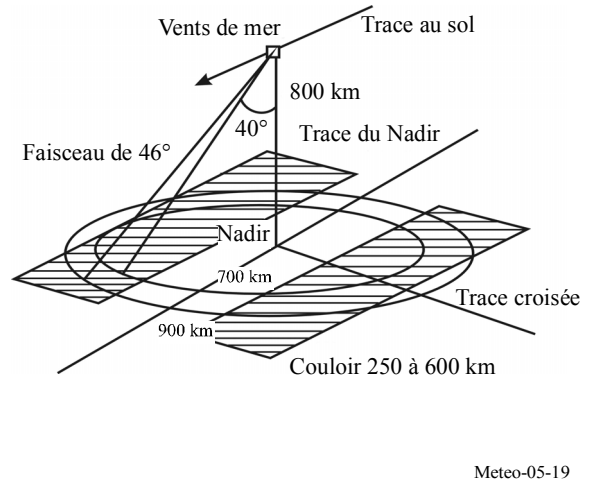 Vents de mer
Trace au sol
800 km
40°
Trace du Nadir
Faisceau de 46°
Nadir
700 km
Trace croisée
900 km
Couloir 250 à 600 km
Meteo-05-19